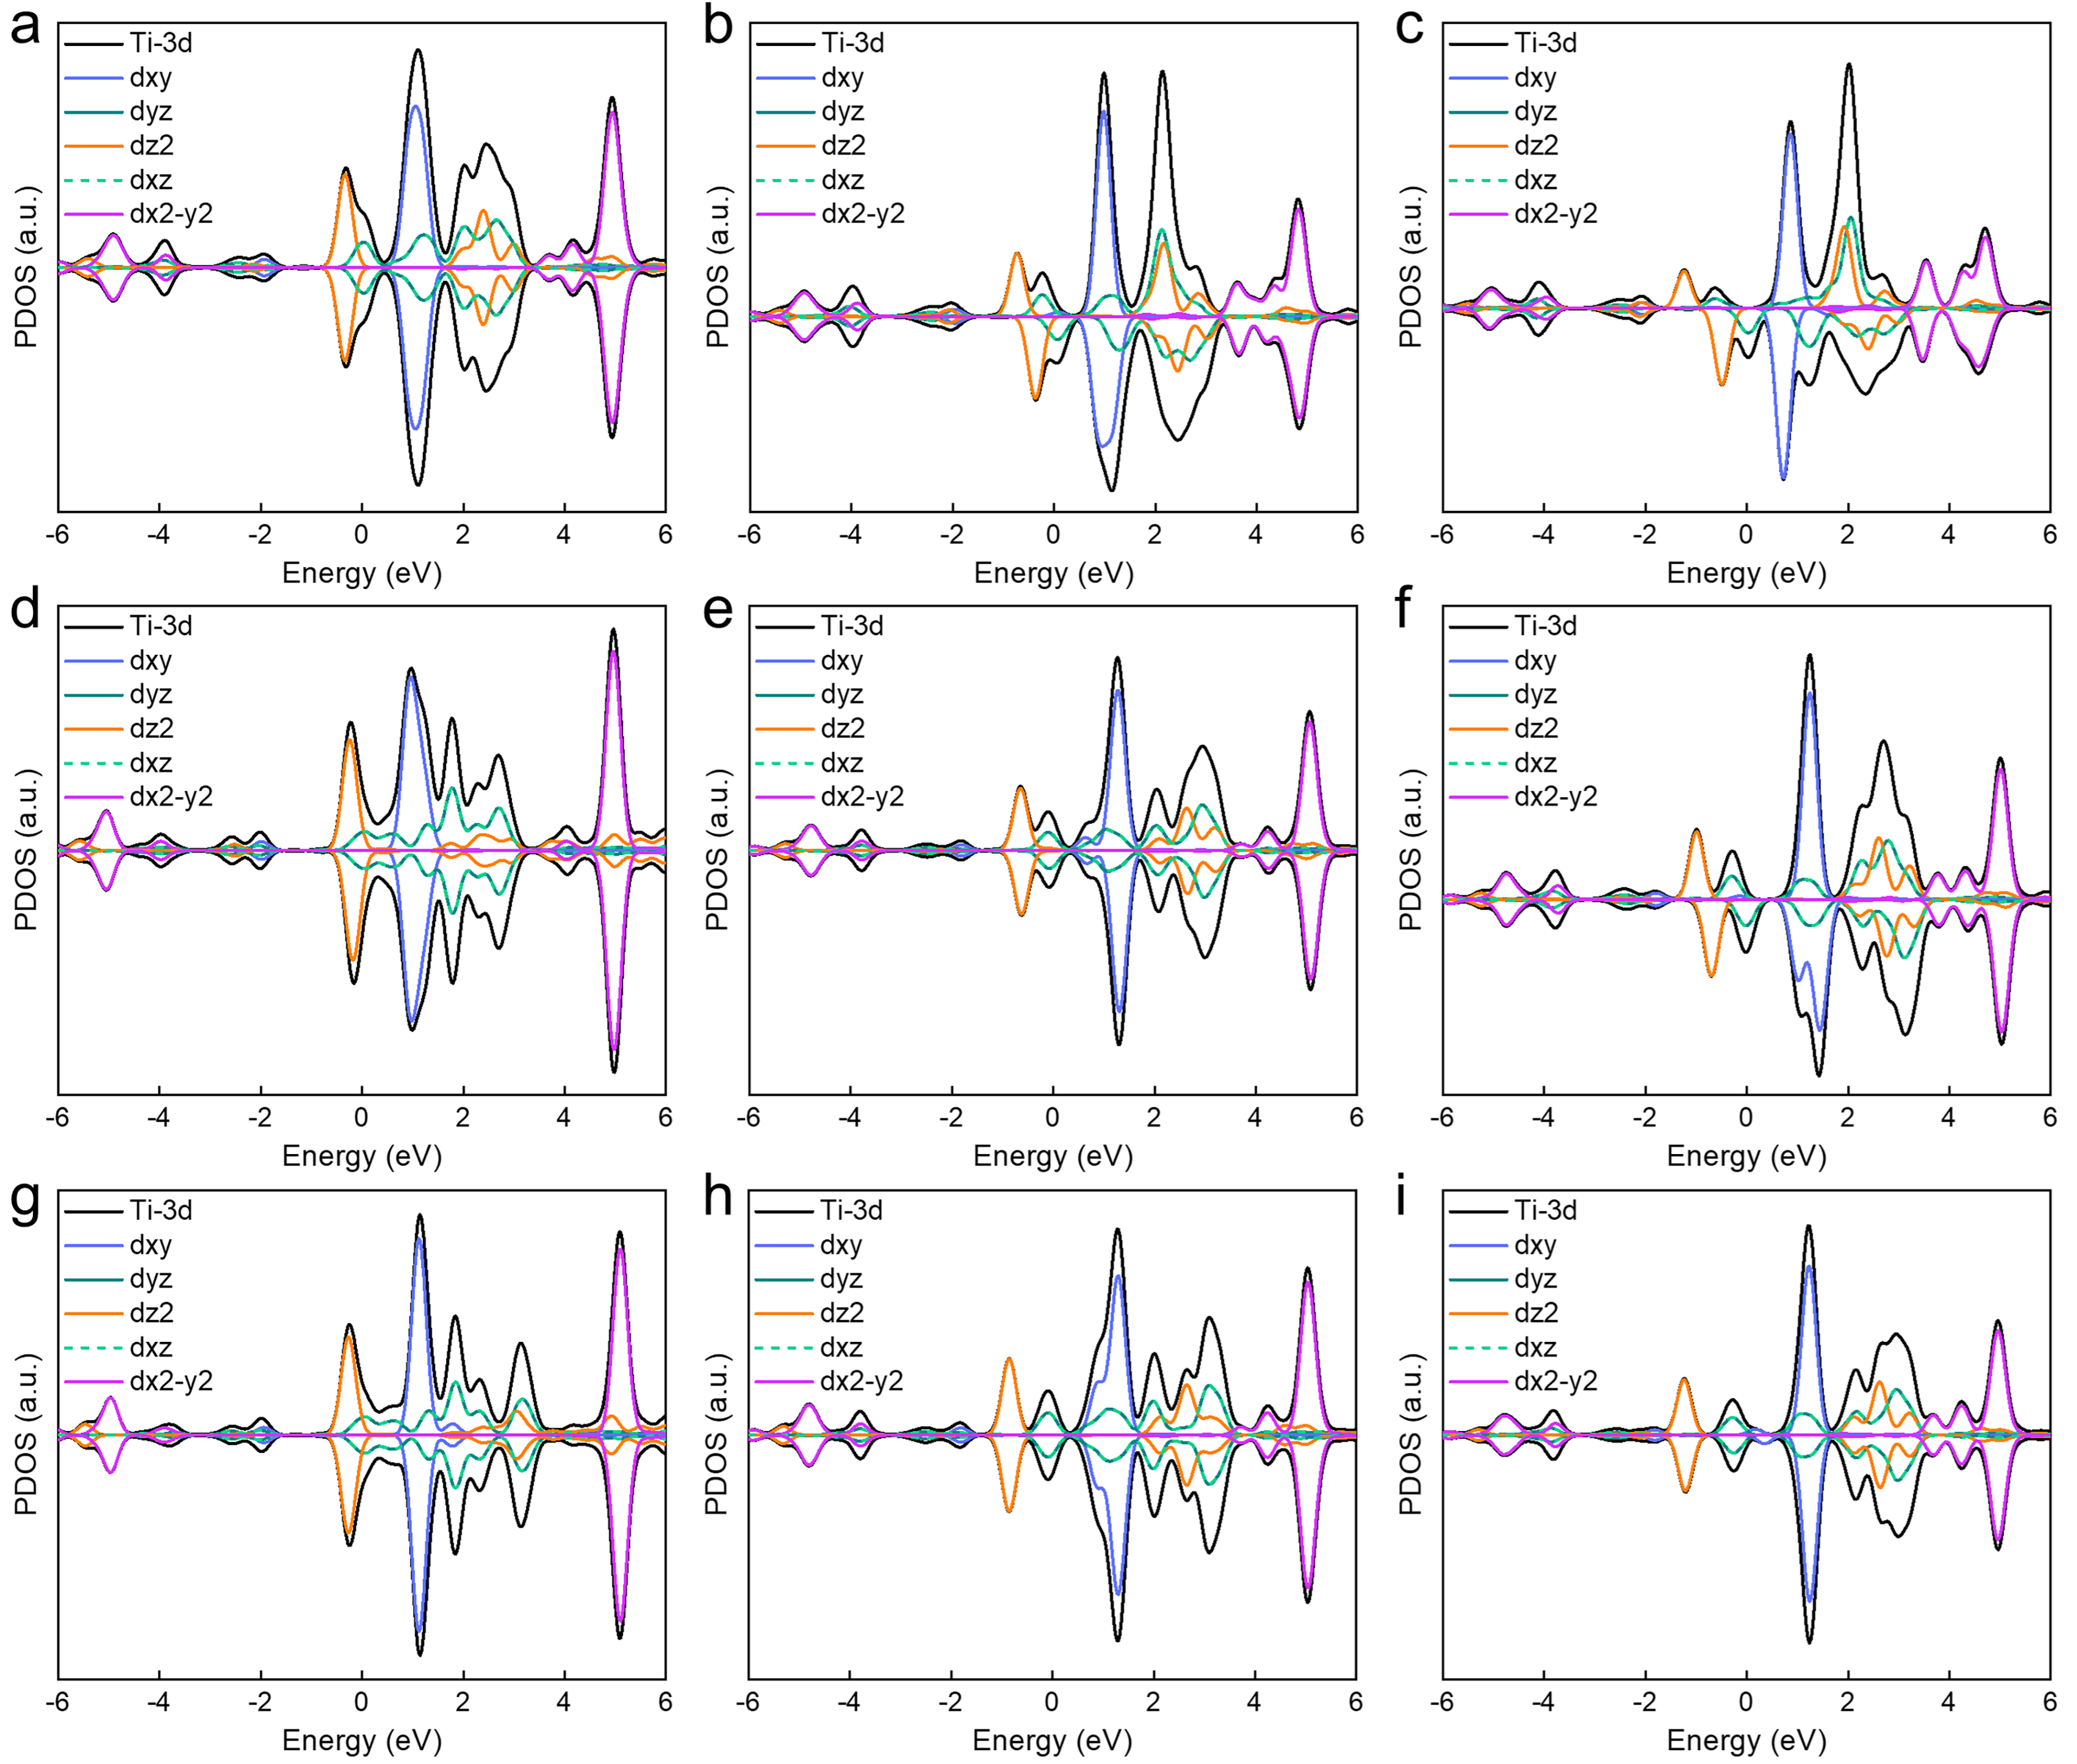 a
Ti-3d
dxy
dyz
dz2
dxz
dx2-y2
PDOS (a.u.)
-6 -4 -2 0 2 4 6
Energy (eV)
b
Ti-3d
dxy
dyz
dz2
dxz
dx2-y2
PDOS (a.u.)
-6 -4 -2 0 2 4 6
Energy (eV)
c
Ti-3d
dxy
dyz
dz2
dxz
dx2-y2
PDOS (a.u.)
-6 -4 -2 0 2 4 6
Energy (eV)
d
Ti-3d
dxy
dyz
dz2
dxz
dx2-y2
PDOS (a.u.)
-6 -4 -2 0 2 4 6
Energy (eV)
e
Ti-3d
dxy
dyz
dz2
dxz
dx2-y2
PDOS (a.u.)
-6 -4 -2 0 2 4 6
Energy (eV)
f
Ti-3d
dxy
dyz
dz2
dxz
dx2-y2
PDOS (a.u.)
-6 -4 -2 0 2 4 6
Energy (eV)
g
Ti-3d
dxy
dyz
dz2
dxz
dx2-y2
PDOS (a.u.)
-6 -4 -2 0 2 4 6
Energy (eV)
h
Ti-3d
dxy
dyz
dz2
dxz
dx2-y2
PDOS (a.u.)
-6 -4 -2 0 2 4 6
Energy (eV)
i
Ti-3d
dxy
dyz
dz2
dxz
dx2-y2
PDOS (a.u.)
-6 -4 -2 0 2 4 6
Energy (eV)